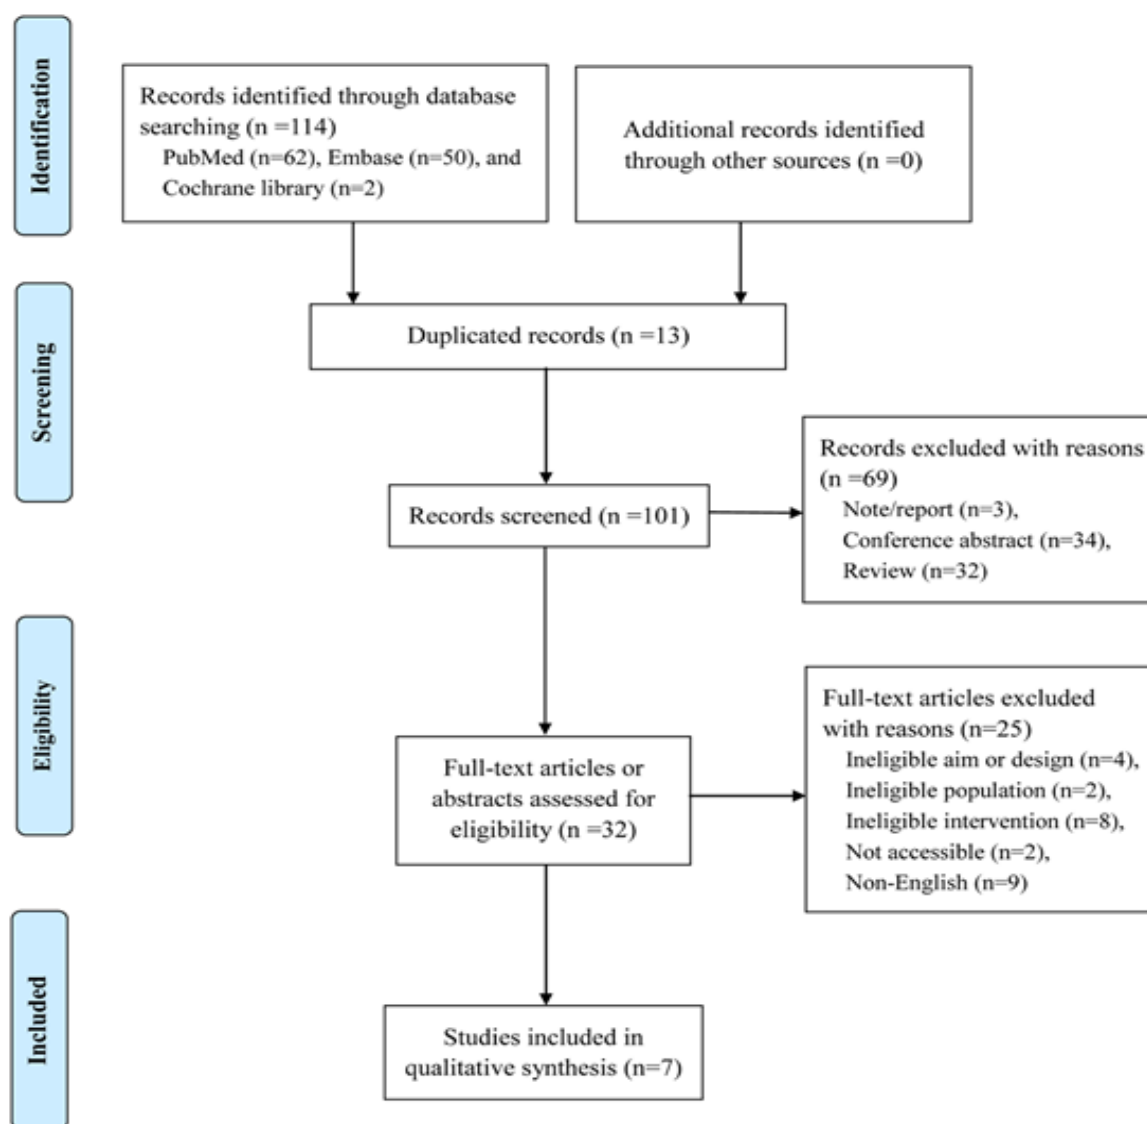 Identification
Records identified through database
searching (n =114)
PubMed (n=62), Embase (n=50), and
Cochrane library (n=2)
Additional records identified
through other sources (n =0)
Screening
Duplicated records (n =13)
Records screened (n =101)
Records excluded with reasons
(n =69)
Note/report (n=3),
Conference abstract (n=34),
Review (n=32)
Eligibility
Full-text articles or
abstracts assessed for
eligibility (n =32)
Full-text articles excluded
with reasons (n=25)
Ineligible aim or design (n=4),
Ineligible population (n=2),
Ineligible intervention (n=8),
Not accessible (n=2),
Non-English (n=9)
Included
Studies included in
qualitative synthesis (n=7)